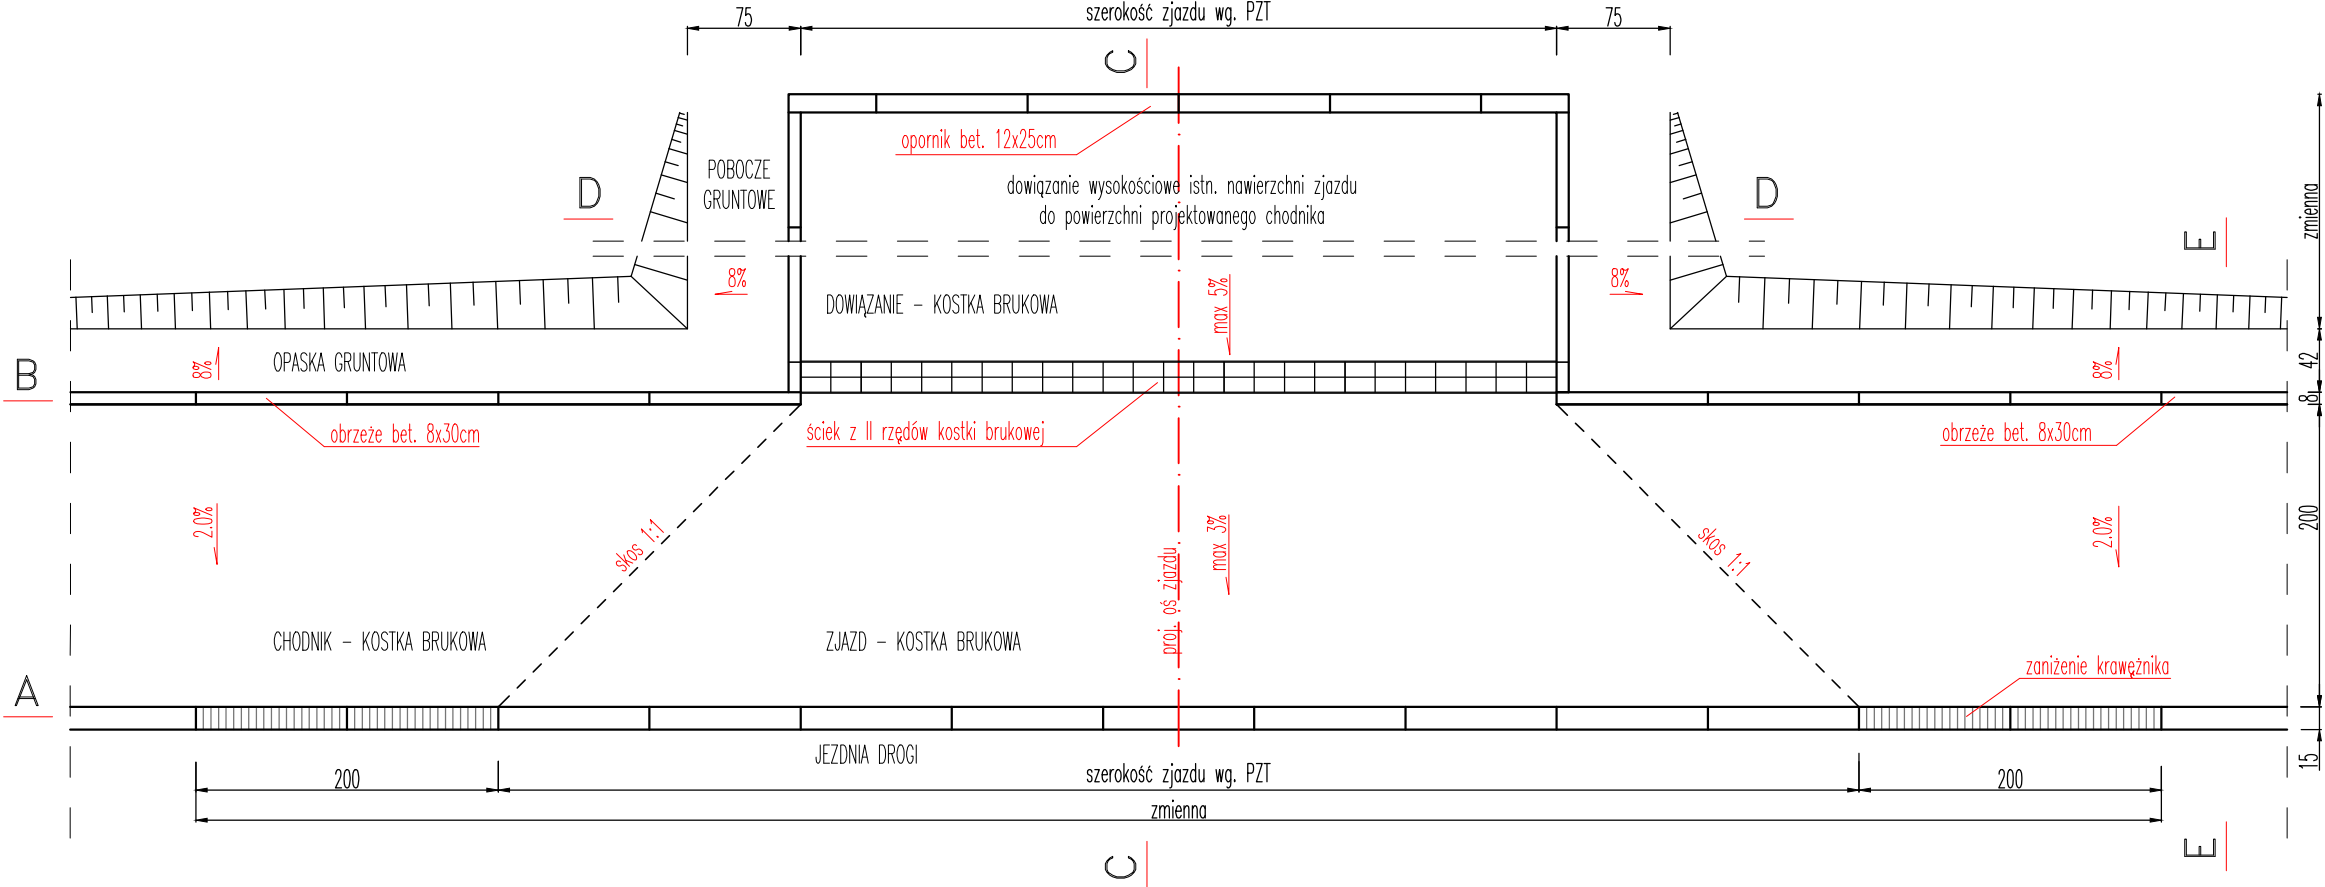 75
szerokość zjazdu wg. PZT
75
C
opornik bet. 12x25cm
POBOCZE
GRUNTOWE
dowiązanie wysokościowe istn. nawierzchni zjazdu
do powierzchni projektowanego chodnika
D
D
zmienna
E
8%
8%
max 5%
DOWIĄZANIE – KOSTKA BRUKOWA
8%
OPASKA GRUNTOWA
8%
42
B
8
obrzeże bet. 8x30cm
ściek z II rzędów kostki brukowej
obrzeże bet. 8x30cm
2.0%
skos 1:1
max 3%
skos 1:1
2.0%
200
proj. oś zjazdu
CHODNIK – KOSTKA BRUKOWA
ZJAZD – KOSTKA BRUKOWA
zaniżenie krawężnika
A
JEZDNIA DROGI
15
200
szerokość zjazdu wg. PZT
200
zmienna
C
E